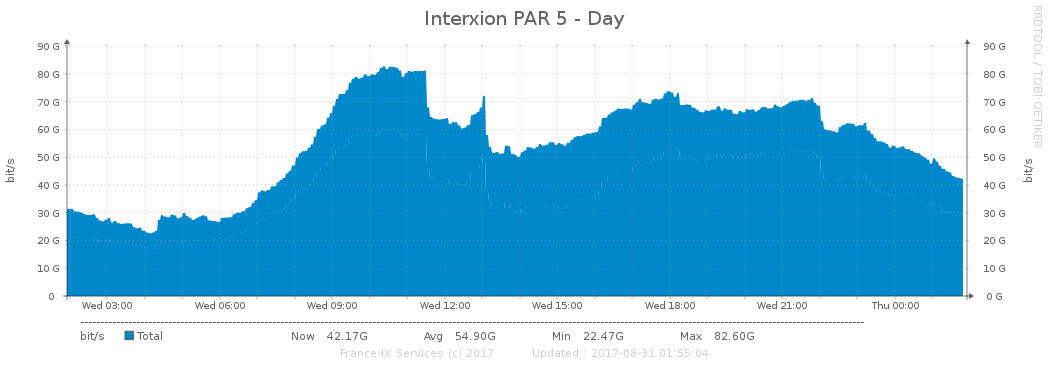 Interxion PAR 5 - Day
RRDTOOL / TOBI OETIKER
90 G 90 G
80 G 80 G
70 G 70 G
60 G 60 G
50 G 50 G
40 G 40 G
30 G 30 G
20 G 20 G
10 G 10 G
0 0 G
bit/s bit/s
Wed 03:00 Wed 06:00 Wed 09:00 Wed 12:00 Wed 15:00 Wed 18:00 Wed 21:00 Thu 00:00
bit/s Total Now 42.17G Avg 54.90G Min 22.47G Max 82.60G
France-IX Services (c) 2017 Updated : 2017-08-31 01:55:04